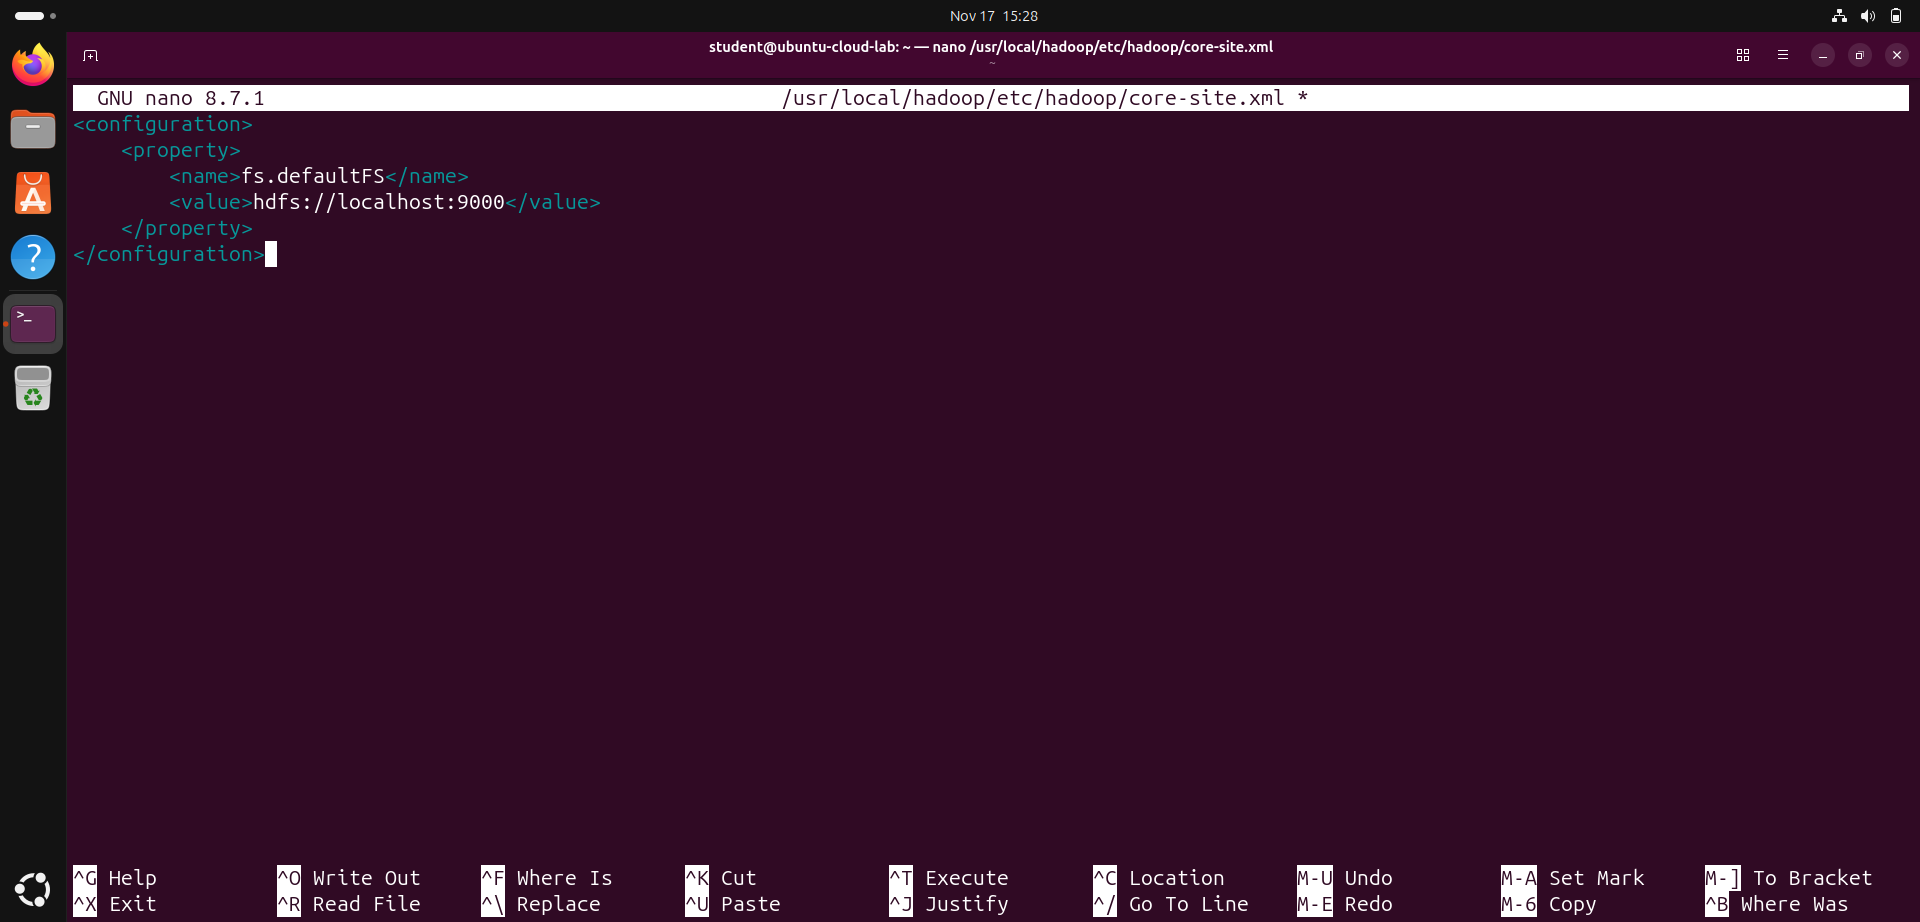 Nov 17 15:28
student@ubuntu-cloud-lab: ~ — nano /usr/local/hadoop/etc/hadoop/core-site.xml
~
GNU nano 8.7.1 /usr/local/hadoop/etc/hadoop/core-site.xml *
<configuration>
    <property>
        <name>fs.defaultFS</name>
        <value>hdfs://localhost:9000</value>
    </property>
</configuration>
^G Help ^O Write Out ^F Where Is ^K Cut ^T Execute ^C Location M-U Undo M-A Set Mark M-] To Bracket
^X Exit ^R Read File ^\ Replace ^U Paste ^J Justify ^/ Go To Line M-E Redo M-6 Copy ^B Where Was